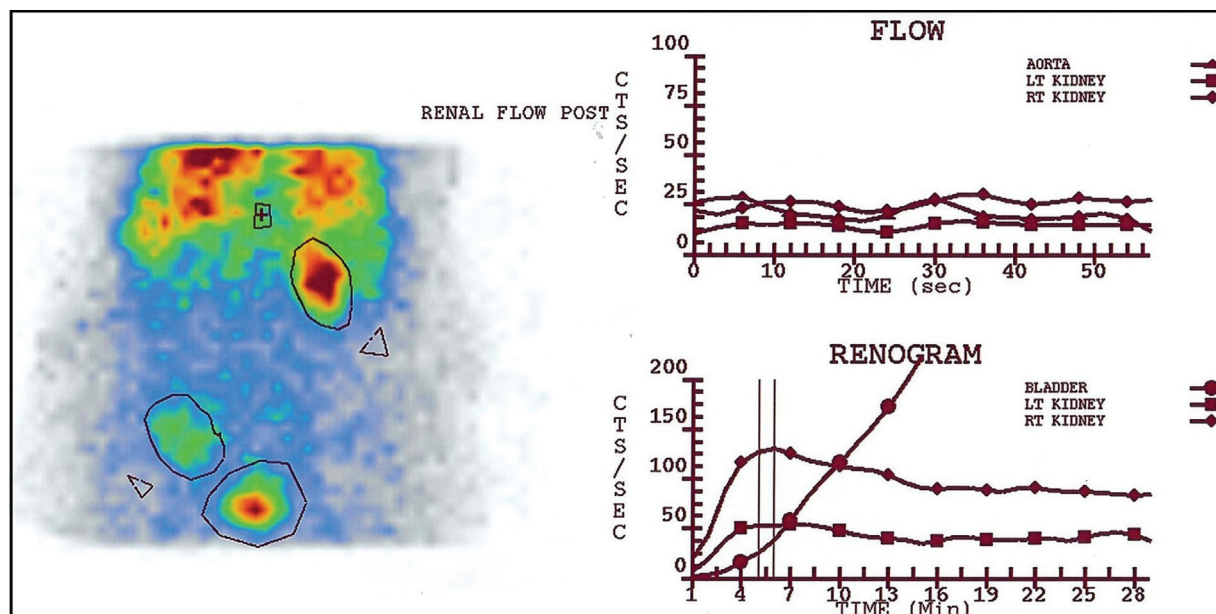 RENAL FLOW POST
FLOW
CTS/SEC
100
75
50
25
0
AORTA
LT KIDNEY
RT KIDNEY
0 10 20 30 40 50
TIME (sec)
RENOGRAM
CTS/SEC
200
150
100
50
0
BLADDER
LT KIDNEY
RT KIDNEY
1 4 7 10 13 16 19 22 25 28
TIME (Min)